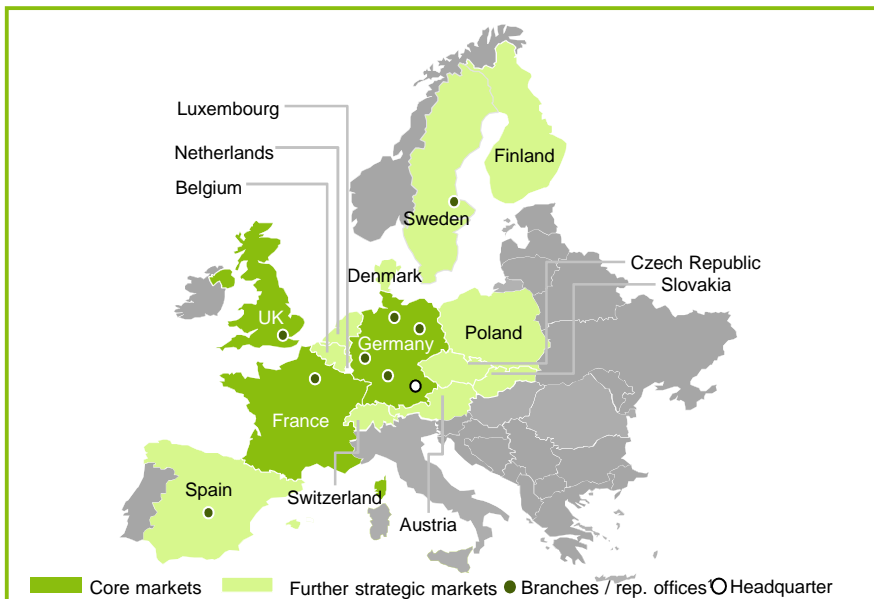 Luxembourg
Netherlands
Finland
Belgium
Sweden
Czech Republic
Denmark
Slovakia
UK
Germany
Poland
France
Spain
Switzerland
Austria
Core markets
Further strategic markets
Branches / rep. offices¹
Headquarter